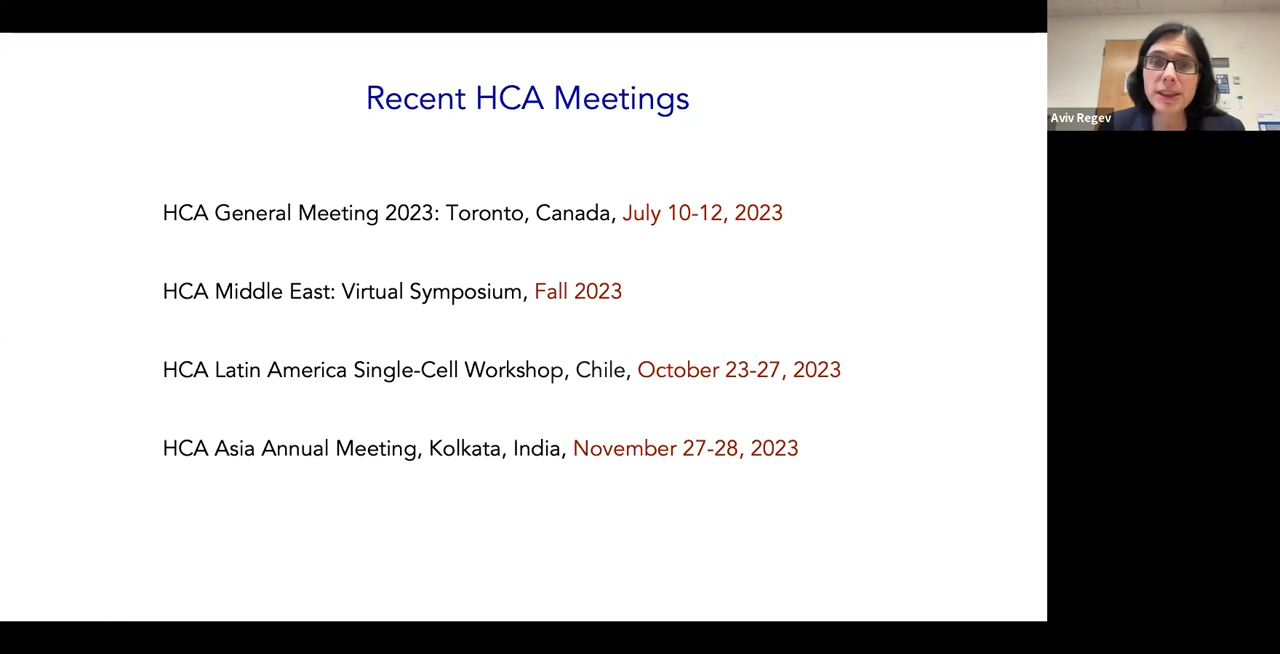 Recent HCA Meetings
HCA General Meeting 2023: Toronto, Canada, July 10-12, 2023
HCA Middle East: Virtual Symposium, Fall 2023
HCA Latin America Single-Cell Workshop, Chile, October 23-27, 2023
HCA Asia Annual Meeting, Kolkata, India, November 27-28, 2023
Aviv Regev